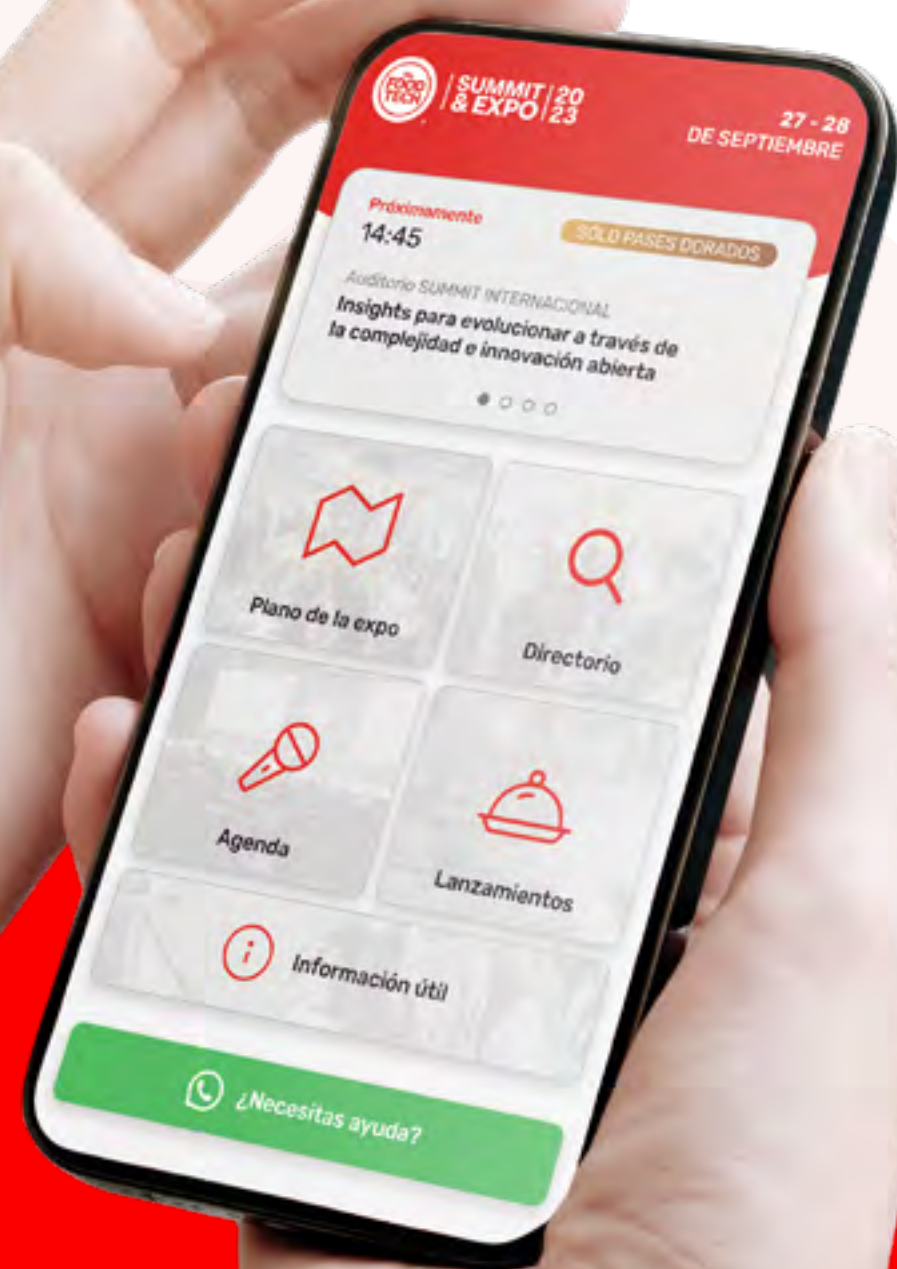 THE
FOOD
TECH
SUMMIT 20
& EXPO 23
27 - 28
DE SEPTIEMBRE
Próximamente
14:45
SÓLO PASES DORADOS
Auditorio SUMMIT INTERNACIONAL
Insights para evolucionar a través de
la complejidad e innovación abierta
Plano de la expo
Directorio
Agenda
Lanzamientos
Información útil
¿Necesitas ayuda?